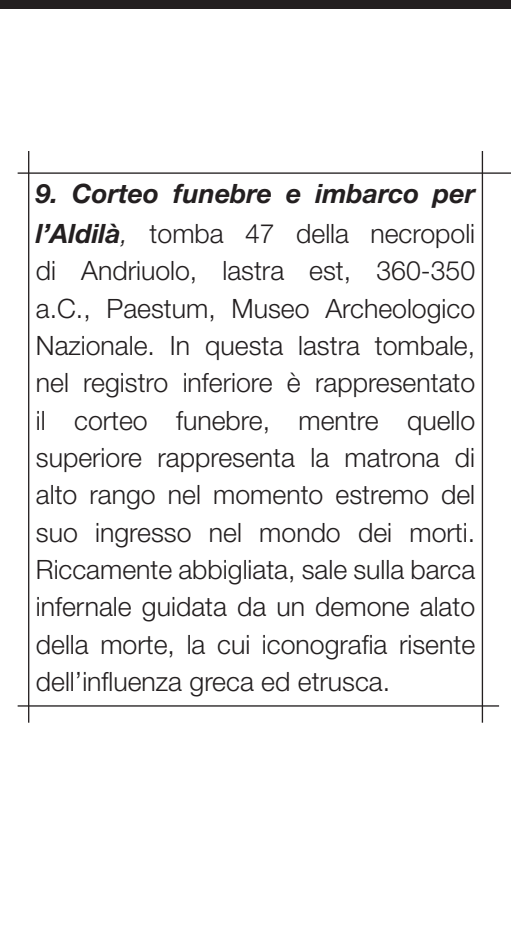 9. Corteo funebre e imbarco per
l'Aldilà, tomba 47 della necropoli
di Andriuolo, lastra est, 360-350
a.C., Paestum, Museo Archeologico
Nazionale. In questa lastra tombale,
nel registro inferiore è rappresentato
il corteo funebre, mentre quello
superiore rappresenta la matrona di
alto rango nel momento estremo del
suo ingresso nel mondo dei morti.
Riccamente abbigliata, sale sulla barca
infernale guidata da un demone alato
della morte, la cui iconografia risente
dell'influenza greca ed etrusca.